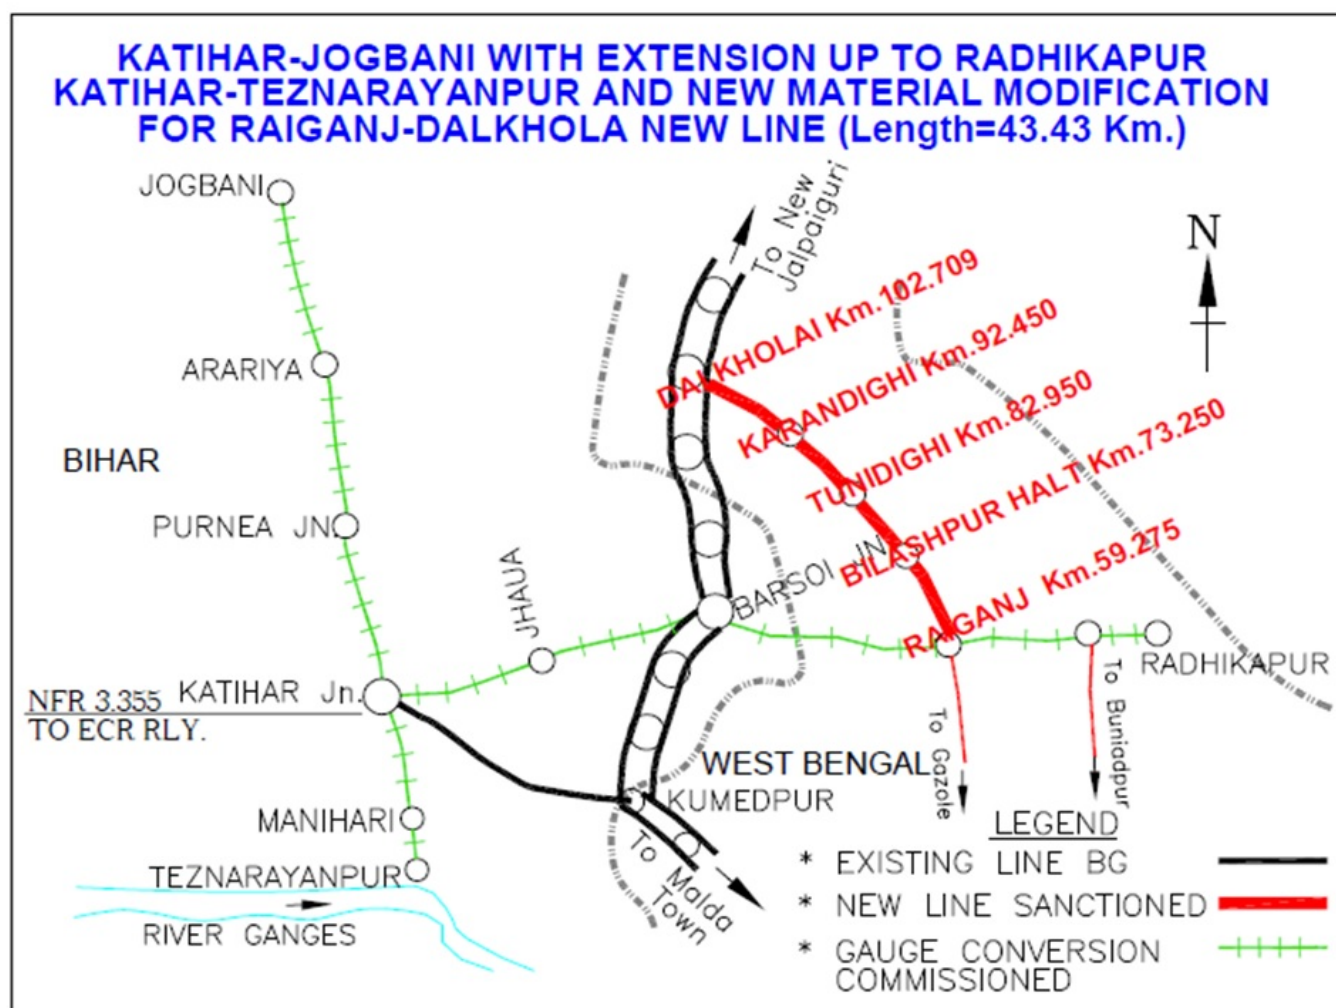 KATIHAR-JOGBANI WITH EXTENSION UP TO RADHIKAPUR
KATIHAR-TEZNARAYANPUR AND NEW MATERIAL MODIFICATION
FOR RAIGANJ-DALKHOLA NEW LINE (Length=43.43 Km.)
JOGBANI
To New
Jalpaiguri
N
DALKHOLAI Km.102.709
KARANDIGHI Km.92.450
ARARIYA
TUNIDIGHI Km.82.950
BIHAR
BILASHPUR HALT Km.73.250
PURNEA JN.
JHAUA
BARSOI JN
RAIGANJ Km.59.275
RADHIKAPUR
KATIHAR Jn.
NFR 3.355
TO ECR RLY.
To Gazole
To Buniadpur
WEST BENGAL
KUMEDPUR
MANIHARI
To Malda
Town
TEZNARAYANPUR
RIVER GANGES
LEGEND
* EXISTING LINE BG
* NEW LINE SANCTIONED
* GAUGE CONVERSION
COMMISSIONED